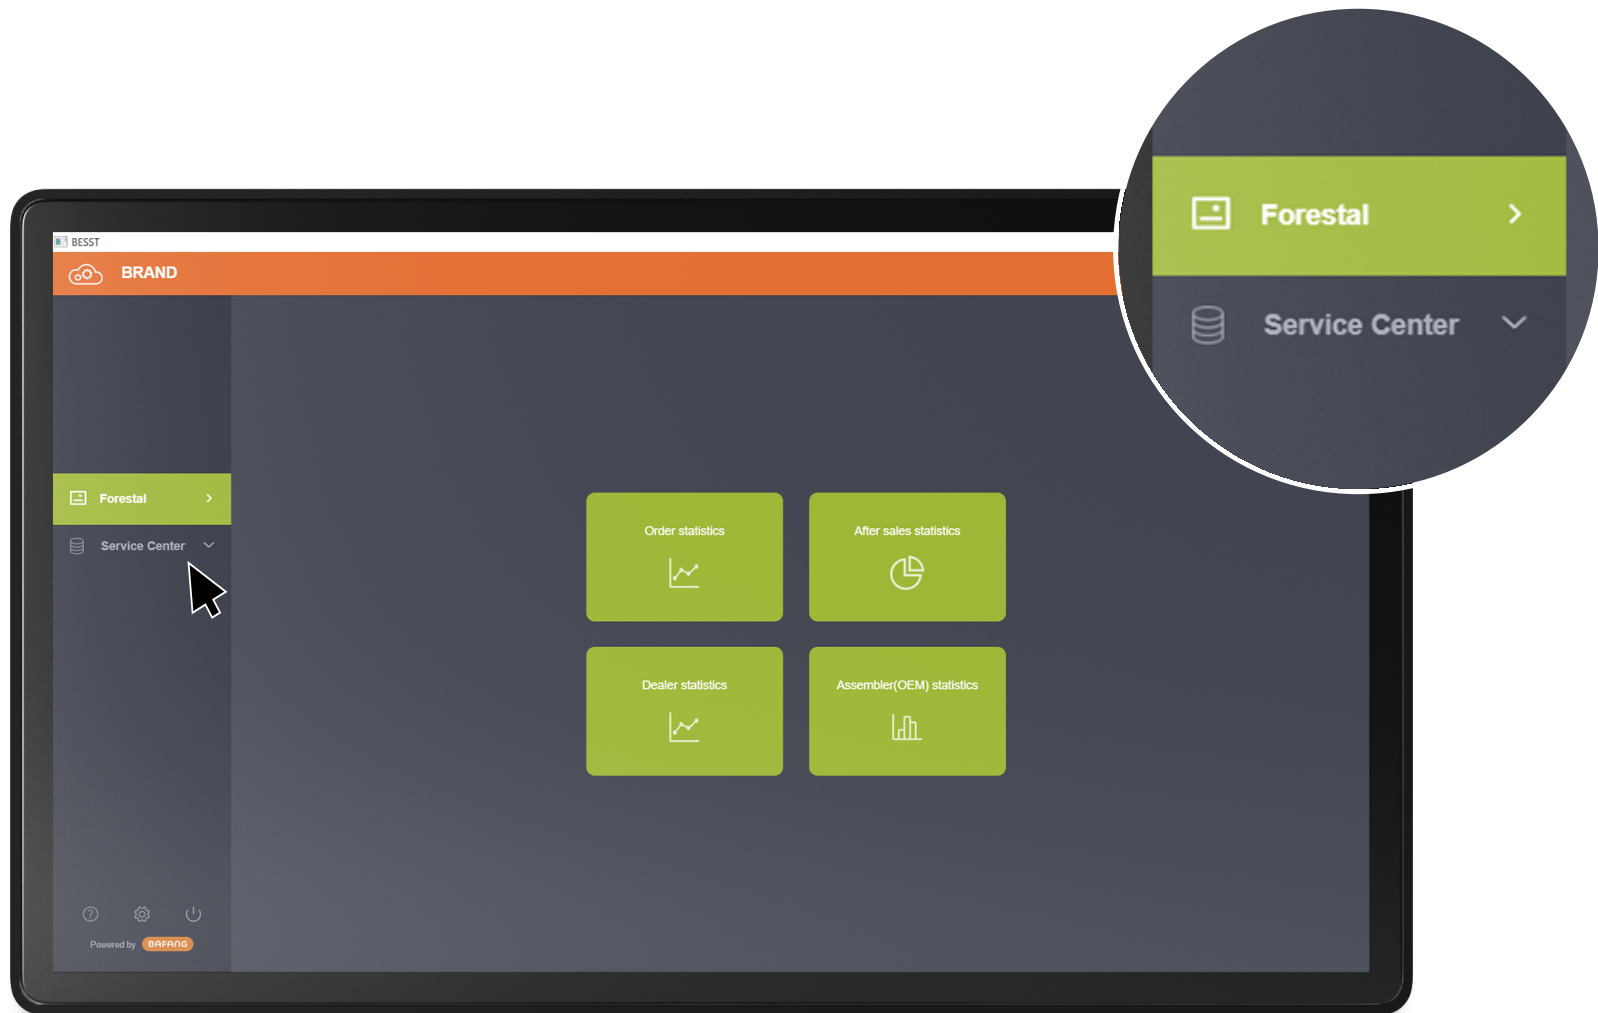 Forestal
Service Center
BESST
BRAND
Forestal
Service Center
Order statistics
After sales statistics
Dealer statistics
Assembler(OEM) statistics
Powered by BAFANG